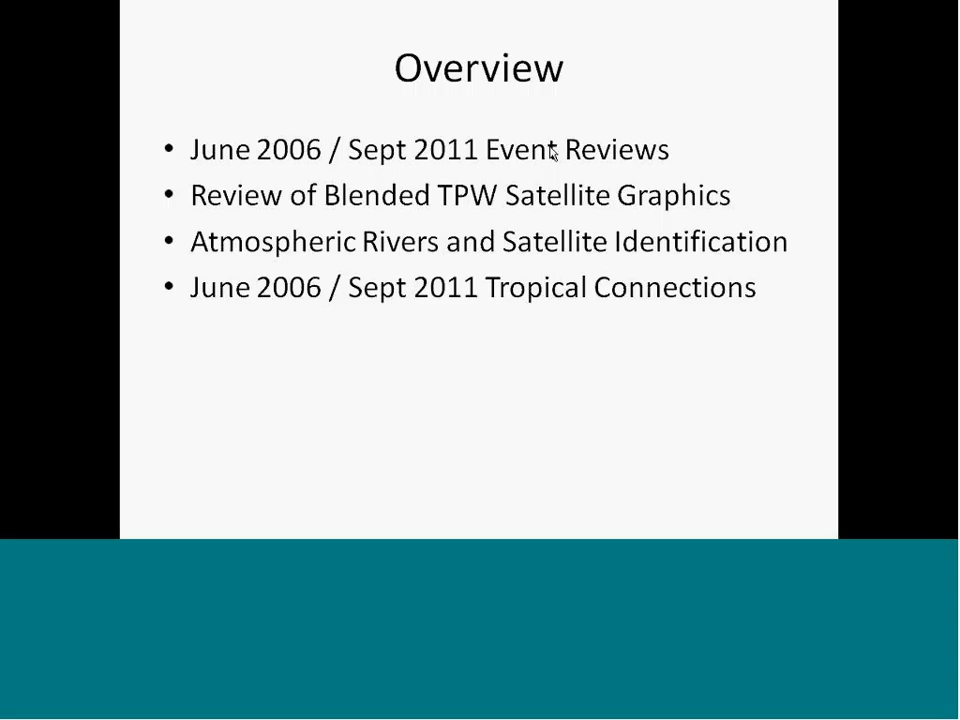 Overview
• June 2006 / Sept 2011 Event Reviews
• Review of Blended TPW Satellite Graphics
• Atmospheric Rivers and Satellite Identification
• June 2006 / Sept 2011 Tropical Connections